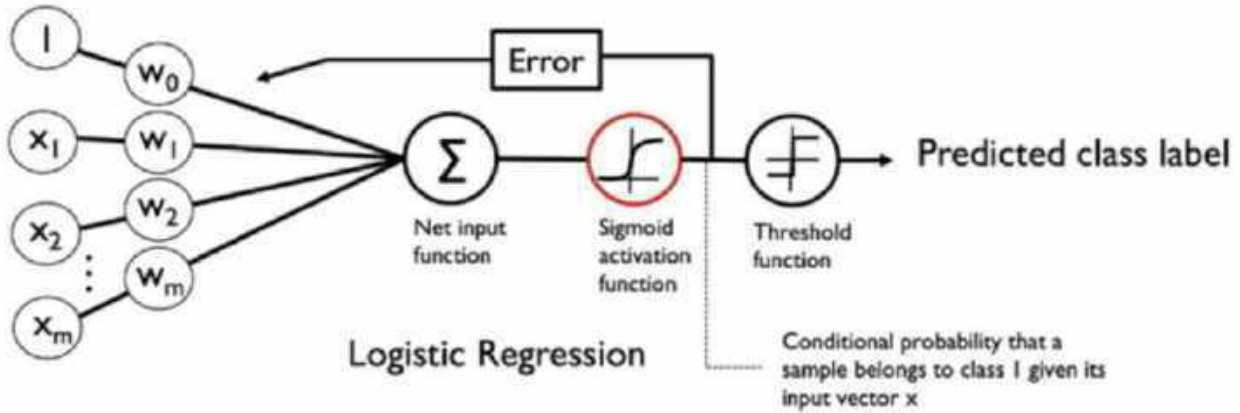 1
w0
Error
x1
w1
Σ
Predicted class label
x2
w2
Net input
function
Sigmoid
activation
function
Threshold
function
wm
xm
Logistic Regression
Conditional probability that a
sample belongs to class 1 given its
input vector x